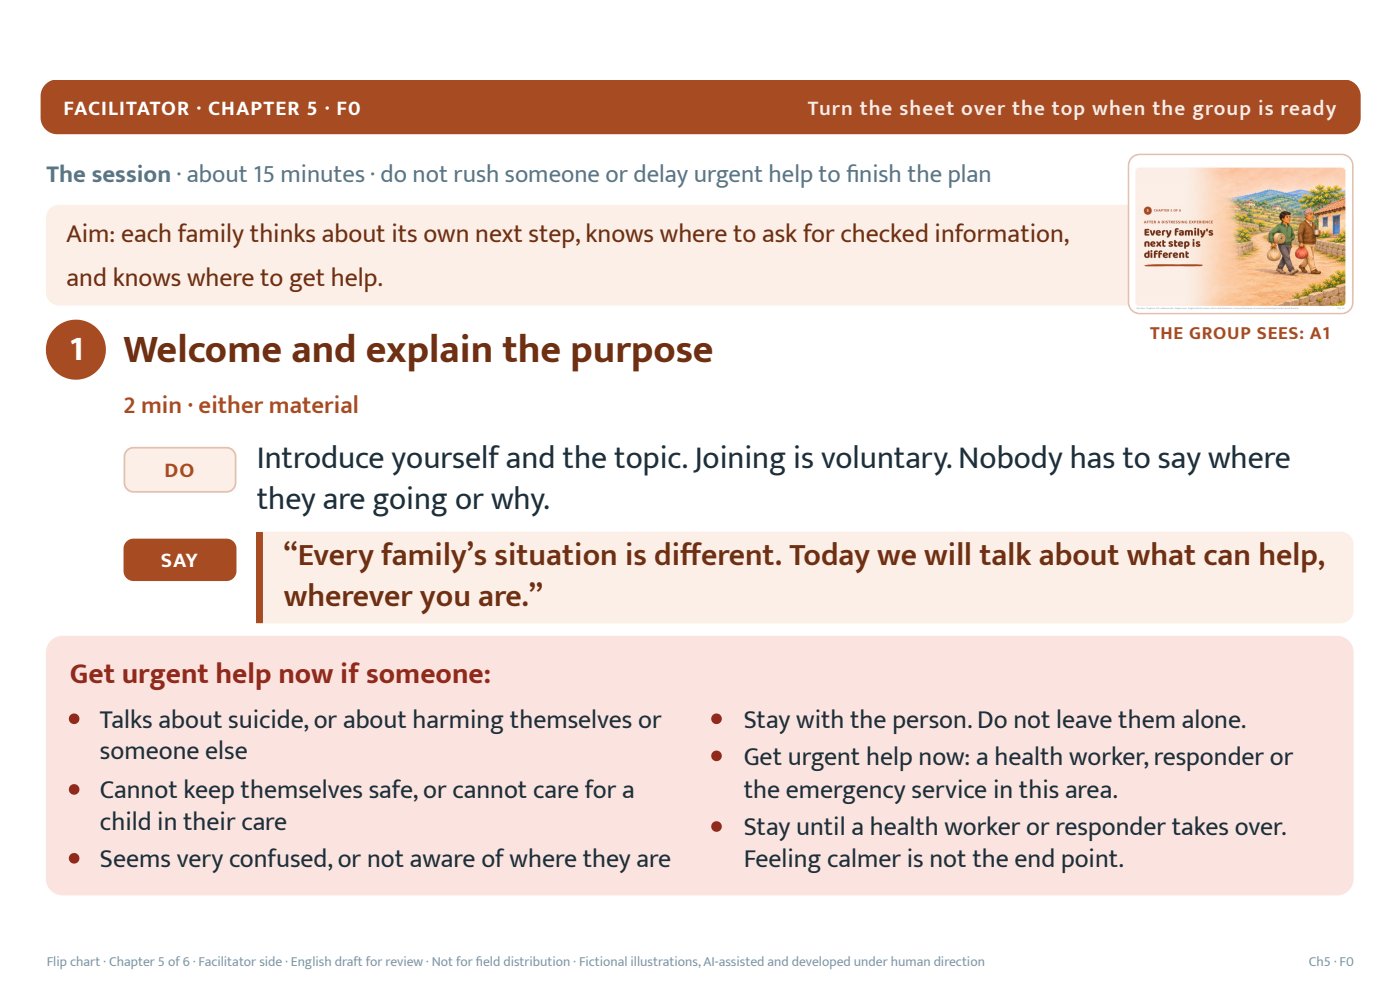 FACILITATOR · CHAPTER 5 · F0
Turn the sheet over the top when the group is ready
The session · about 15 minutes · do not rush someone or delay urgent help to finish the plan
Aim: each family thinks about its own next step, knows where to ask for checked information,
and knows where to get help.
CHAPTER 5 OF 6
AFTER A DISTRESSING EXPERIENCE
Every family's
next step is
different
THE GROUP SEES: A1
1
Welcome and explain the purpose
2 min · either material
DO
Introduce yourself and the topic. Joining is voluntary. Nobody has to say where
they are going or why.
SAY
“Every family’s situation is different. Today we will talk about what can help,
wherever you are.”
Get urgent help now if someone:
• Talks about suicide, or about harming themselves or
someone else
• Cannot keep themselves safe, or cannot care for a
child in their care
• Seems very confused, or not aware of where they are
• Stay with the person. Do not leave them alone.
• Get urgent help now: a health worker, responder or
the emergency service in this area.
• Stay until a health worker or responder takes over.
Feeling calmer is not the end point.
Flip chart · Chapter 5 of 6 · Facilitator side · English draft for review · Not for field distribution · Fictional illustrations, AI-assisted and developed under human direction
Ch5 · F0